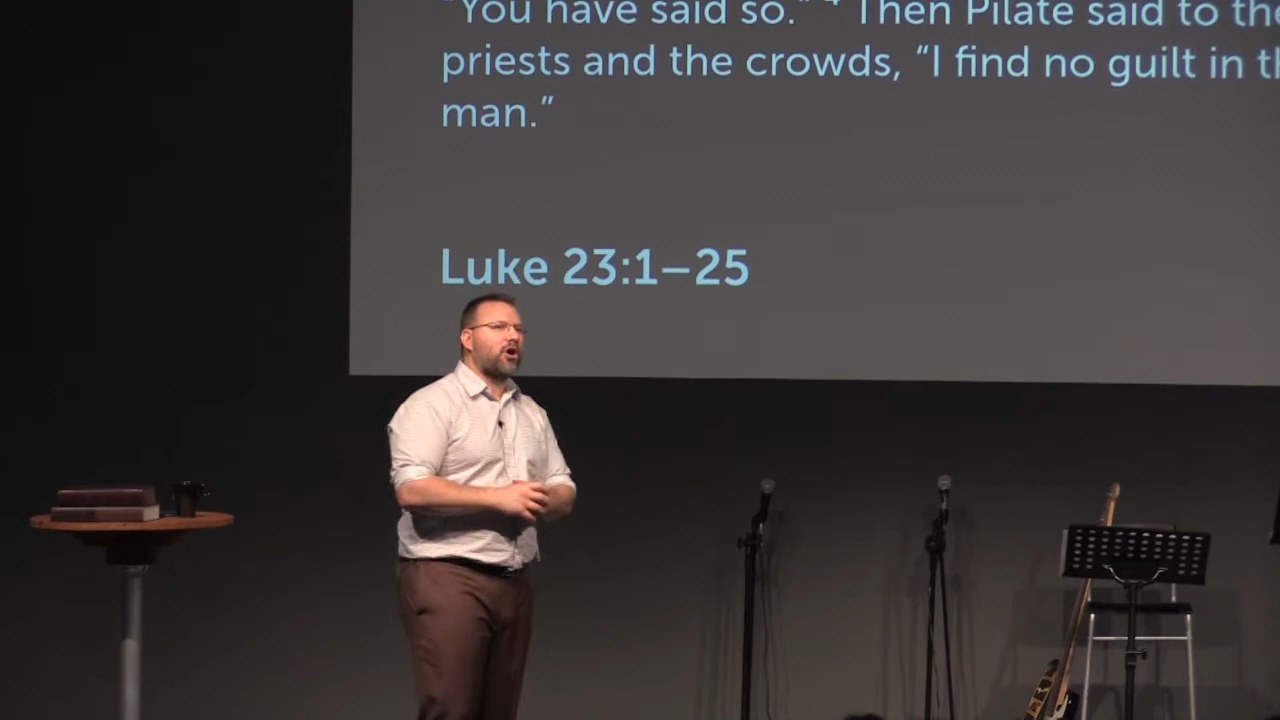 “You have said so.” 4 Then Pilate said to
priests and the crowds, “I find no guilt in
man.”
Luke 23:1–25